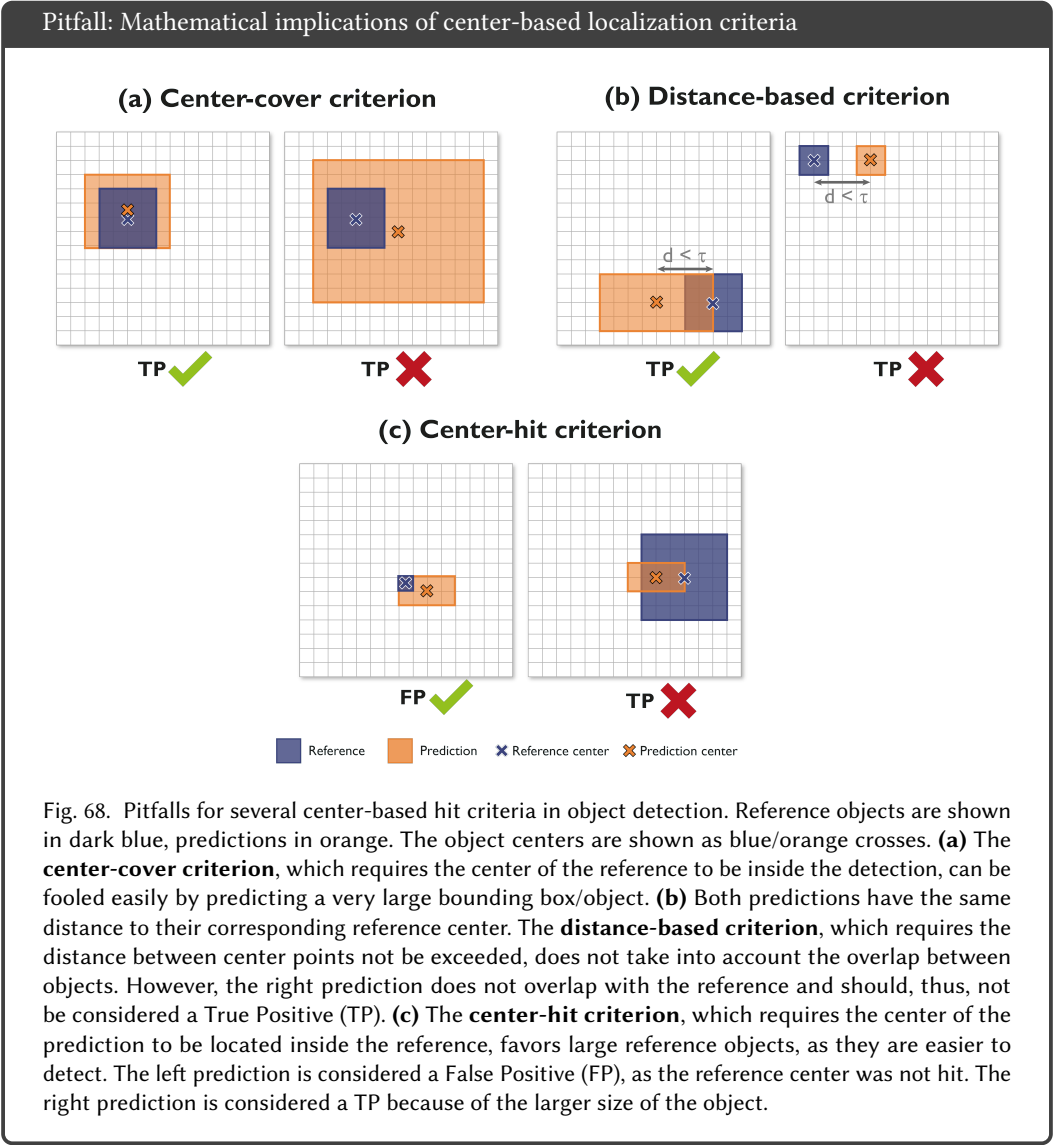 Pitfall: Mathematical implications of center-based localization criteria
(a) Center-cover criterion
(b) Distance-based criterion
d < τ
d < τ
TP
TP
TP
TP
(c) Center-hit criterion
FP
TP
Reference
Prediction
Reference center
Prediction center
Fig. 68. Pitfalls for several center-based hit criteria in object detection. Reference objects are shown
in dark blue, predictions in orange. The object centers are shown as blue/orange crosses. (a) The
center-cover criterion, which requires the center of the reference to be inside the detection, can be
fooled easily by predicting a very large bounding box/object. (b) Both predictions have the same
distance to their corresponding reference center. The distance-based criterion, which requires the
distance between center points not be exceeded, does not take into account the overlap between
objects. However, the right prediction does not overlap with the reference and should, thus, not
be considered a True Positive (TP). (c) The center-hit criterion, which requires the center of the
prediction to be located inside the reference, favors large reference objects, as they are easier to
detect. The left prediction is considered a False Positive (FP), as the reference center was not hit. The
right prediction is considered a TP because of the larger size of the object.